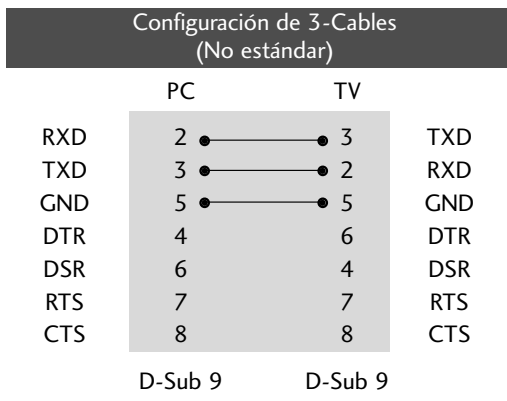 Configuración de 3-Cables
(No estándar)
PC TV
RXD 2 3 TXD
TXD 3 2 RXD
GND 5 5 GND
DTR 4 6 DTR
DSR 6 4 DSR
RTS 7 7 RTS
CTS 8 8 CTS
D-Sub 9 D-Sub 9